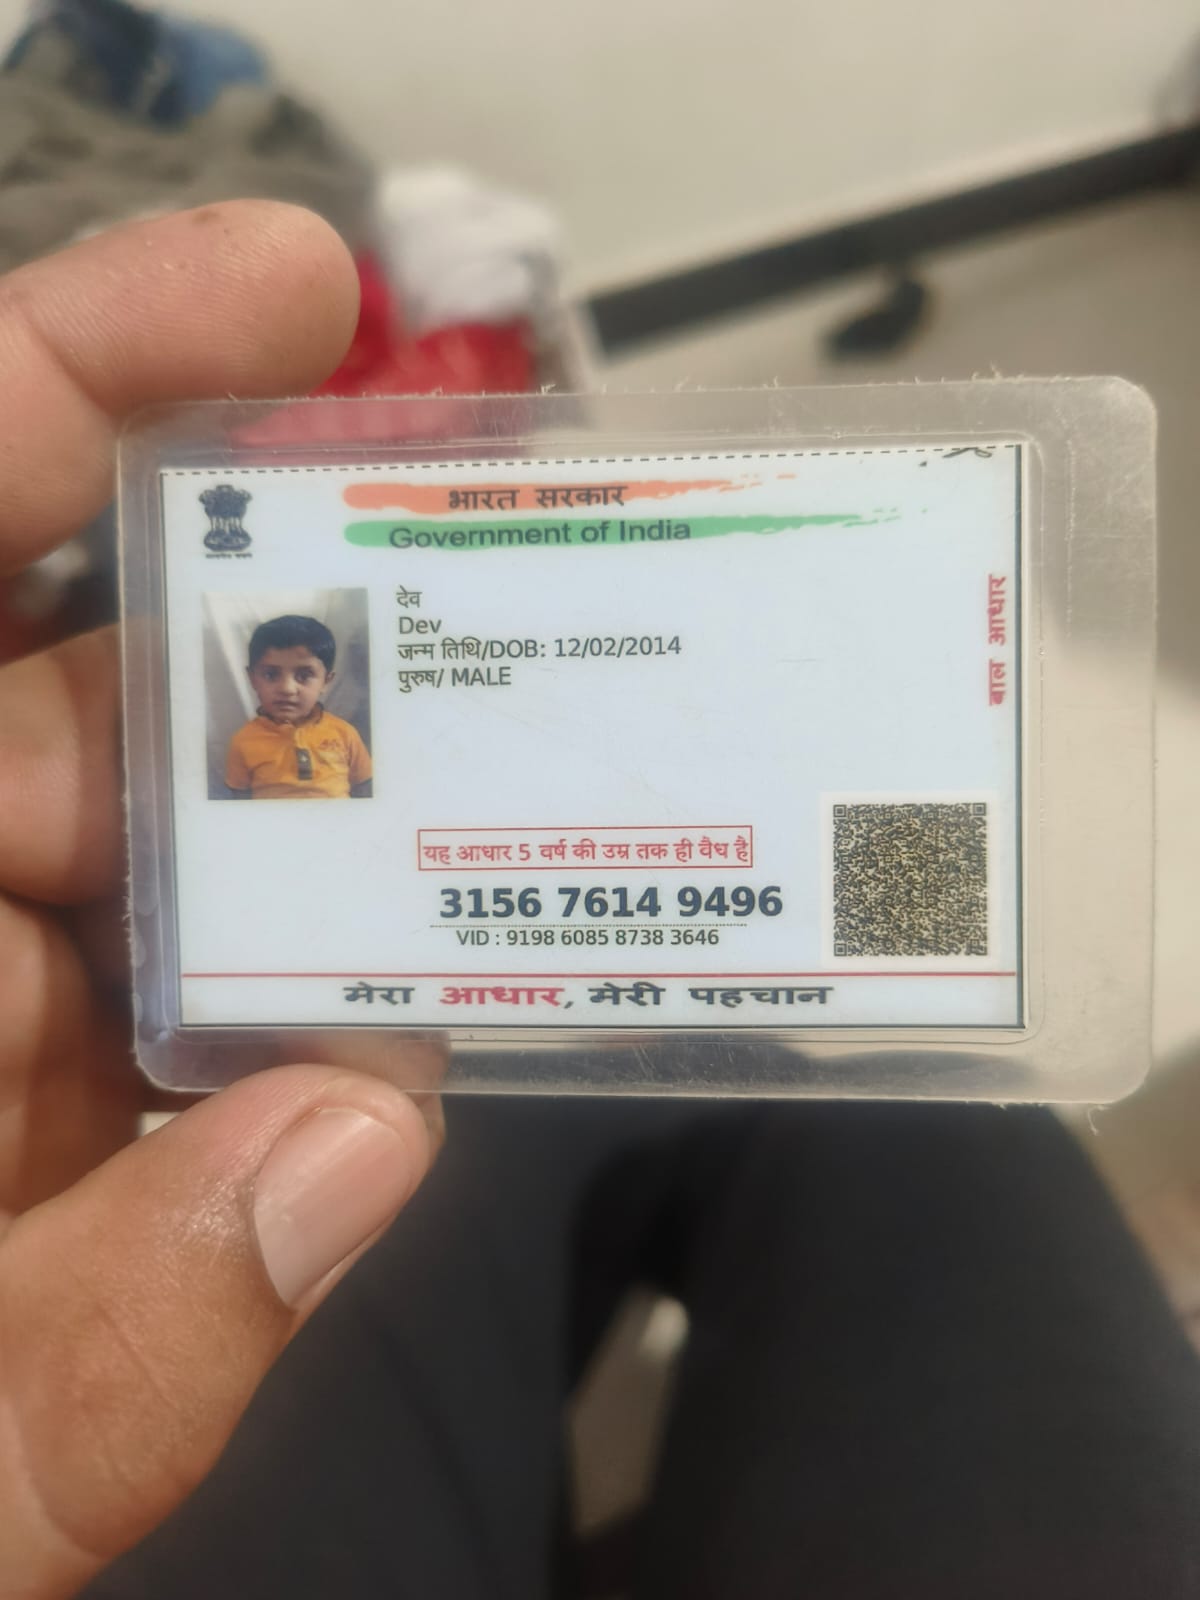 भारत सरकार
Government of India
देव
Dev
जन्म तिथि/DOB: 12/02/2014
पुरुष/ MALE
बाल आधार
यह आधार 5 वर्ष की उम्र तक ही वैध है
3156 7614 9496
VID : 9198 6085 8738 3646
मेरा आधार, मेरी पहचान